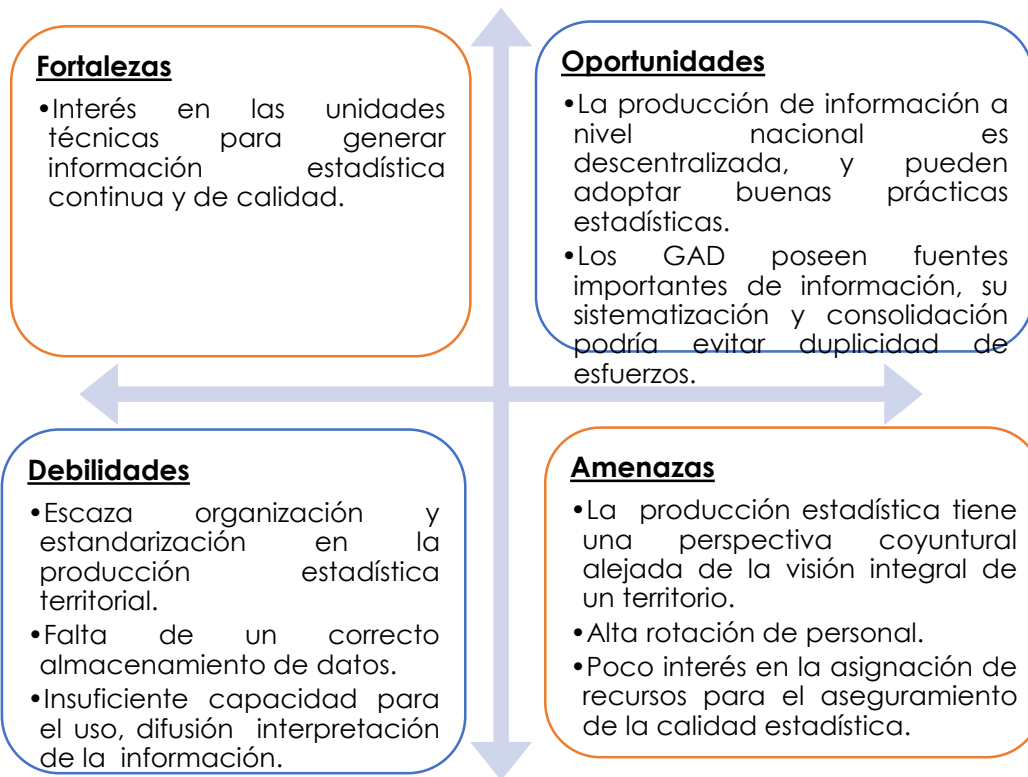 Fortalezas
•Interés en las unidades
técnicas para generar
información estadística
continua y de calidad.
Oportunidades
•La producción de información a
nivel nacional es
descentralizada, y pueden
adoptar buenas prácticas
estadísticas.
•Los GAD poseen fuentes
importantes de información, su
sistematización y consolidación
podría evitar duplicidad de
esfuerzos.
Debilidades
•Escaza organización y
estandarización en la
producción estadística
territorial.
•Falta de un correcto
almacenamiento de datos.
•Insuficiente capacidad para
el uso, difusión interpretación
de la información.
Amenazas
•La producción estadística tiene
una perspectiva coyuntural
alejada de la visión integral de
un territorio.
•Alta rotación de personal.
•Poco interés en la asignación de
recursos para el aseguramiento
de la calidad estadística.